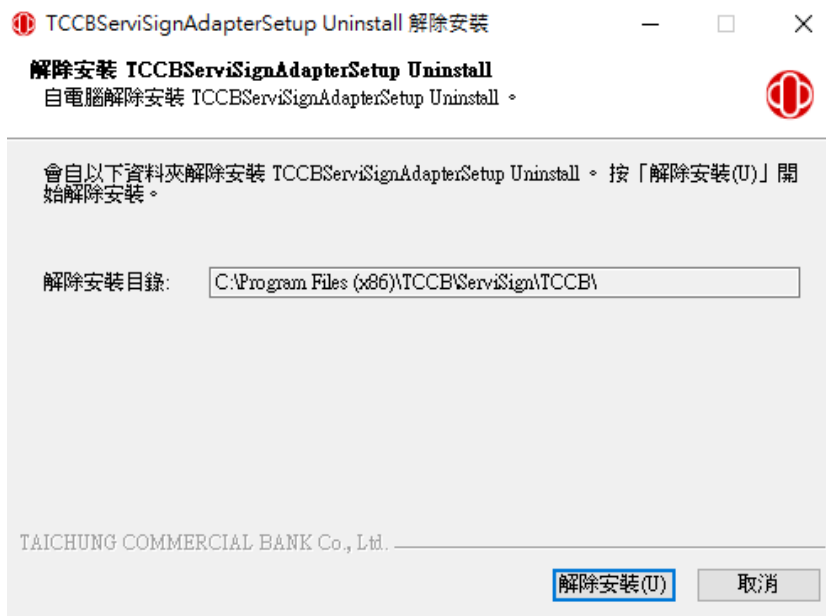 TCCBServiSignAdapterSetup Uninstall 解除安裝
解除安裝 TCCBServiSignAdapterSetup Uninstall
自電腦解除安裝 TCCBServiSignAdapterSetup Uninstall。
會自以下資料夾解除安裝 TCCBServiSignAdapterSetup Uninstall。 按「解除安裝(U)」開
始解除安裝。
解除安裝目錄: C:\Program Files (x86)\TCCB\ServiSign\TCCB\
TAICHUNG COMMERCIAL BANK Co., Ltd.
解除安裝(U) 取消